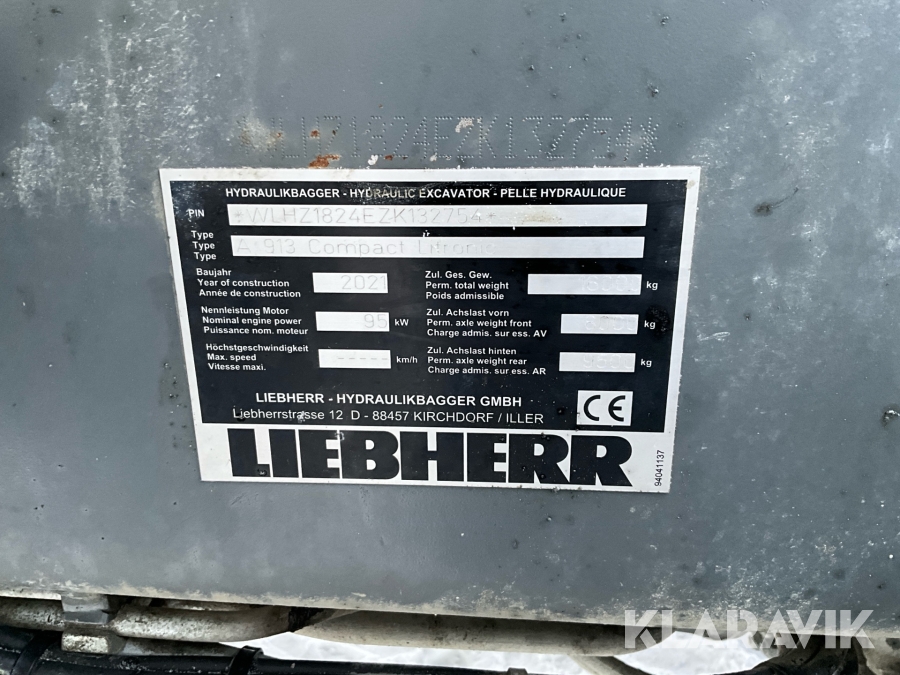 WLHZ1824EZK132754*
HYDRAULIKBAGGER - HYDRAULIC EXCAVATOR - PELLE HYDRAULIQUE
PIN *WLHZ1824EZK132754*
Type
Type A 913 Compact Litronic
Type
Baujahr
Year of construction 2021
Année de construction
Nennleistung Motor
Nominal engine power 95 kW
Puissance nom. moteur
Höchstgeschwindigkeit
Max. speed ----- km/h
Vitesse maxi.
Zul. Ges. Gew.
Perm. total weight kg
Poids admissible
Zul. Achslast vorn
Perm. axle weight front kg
Charge admis. sur ess. AV
Zul. Achslast hinten
Perm. axle weight rear kg
Charge admis. sur ess. AR
LIEBHERR - HYDRAULIKBAGGER GMBH
Liebherrstrasse 12 D - 88457 KIRCHDORF / ILLER
CE
LIEBHERR
94041137
KLARAVIK